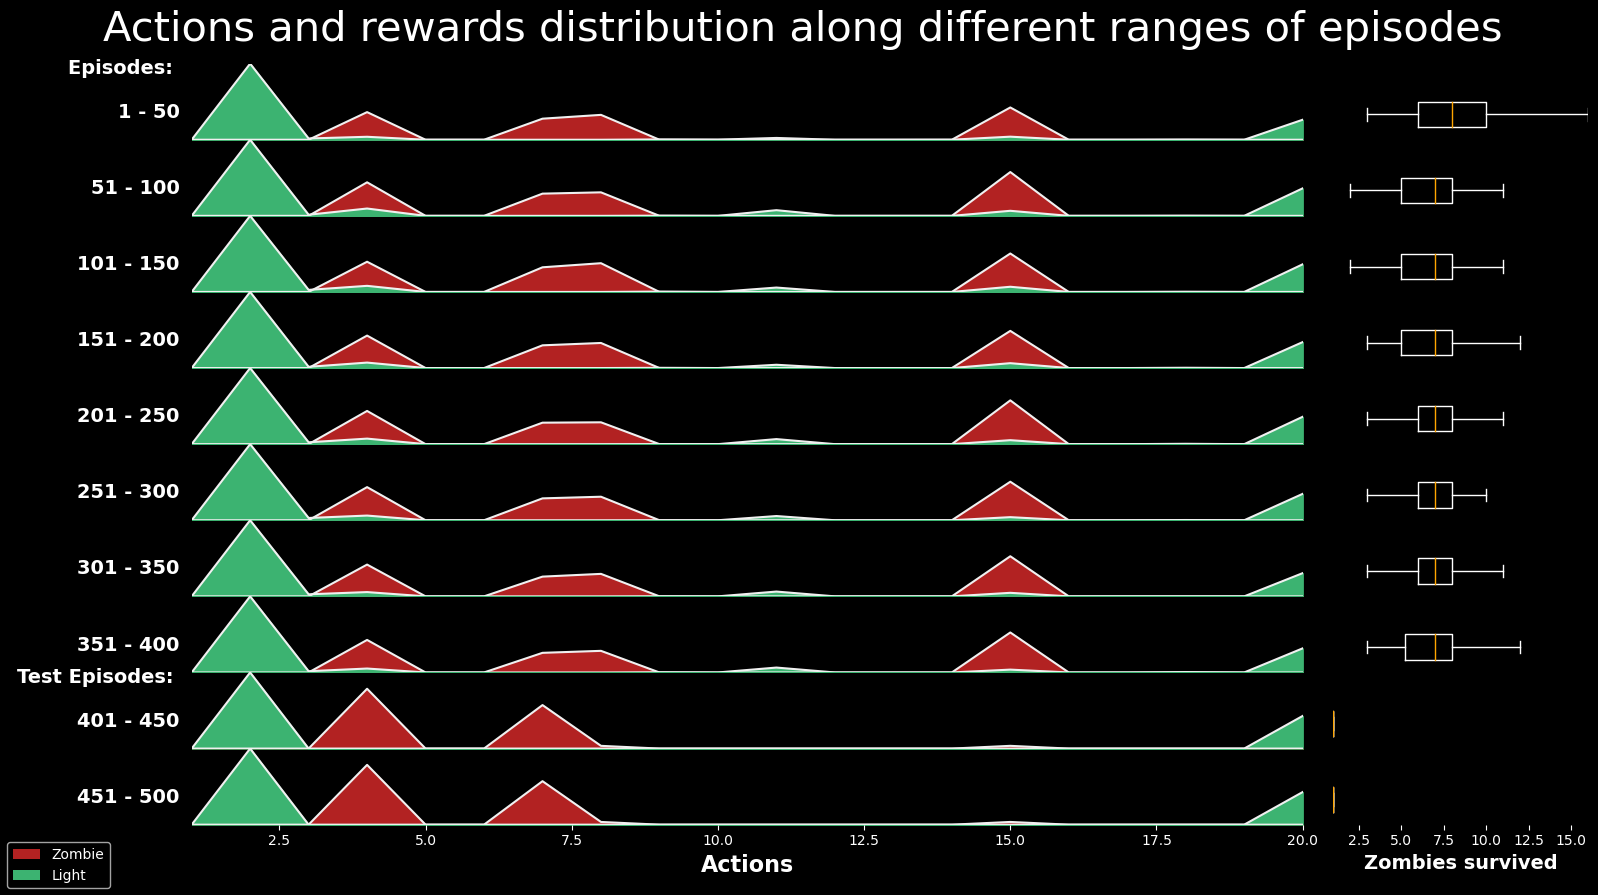 Actions and rewards distribution along different ranges of episodes
Episodes:
1 - 50
51 - 100
101 - 150
151 - 200
201 - 250
251 - 300
301 - 350
351 - 400
Test Episodes:
401 - 450
451 - 500
2.5 5.0 7.5 10.0 12.5 15.0 17.5 20.0
2.5 5.0 7.5 10.0 12.5 15.0
Actions
Zombies survived
Zombie
Light